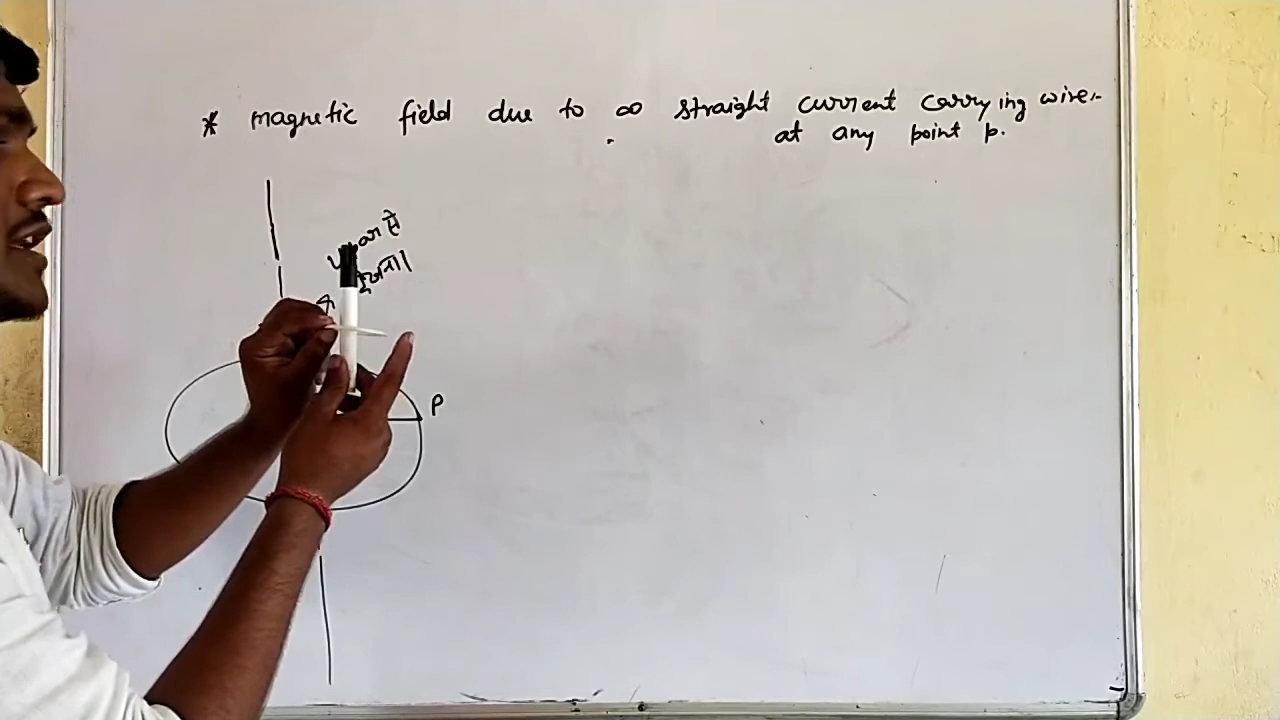 * magnetic field due to ∞ straight current carrying wire.
at any point p.
P